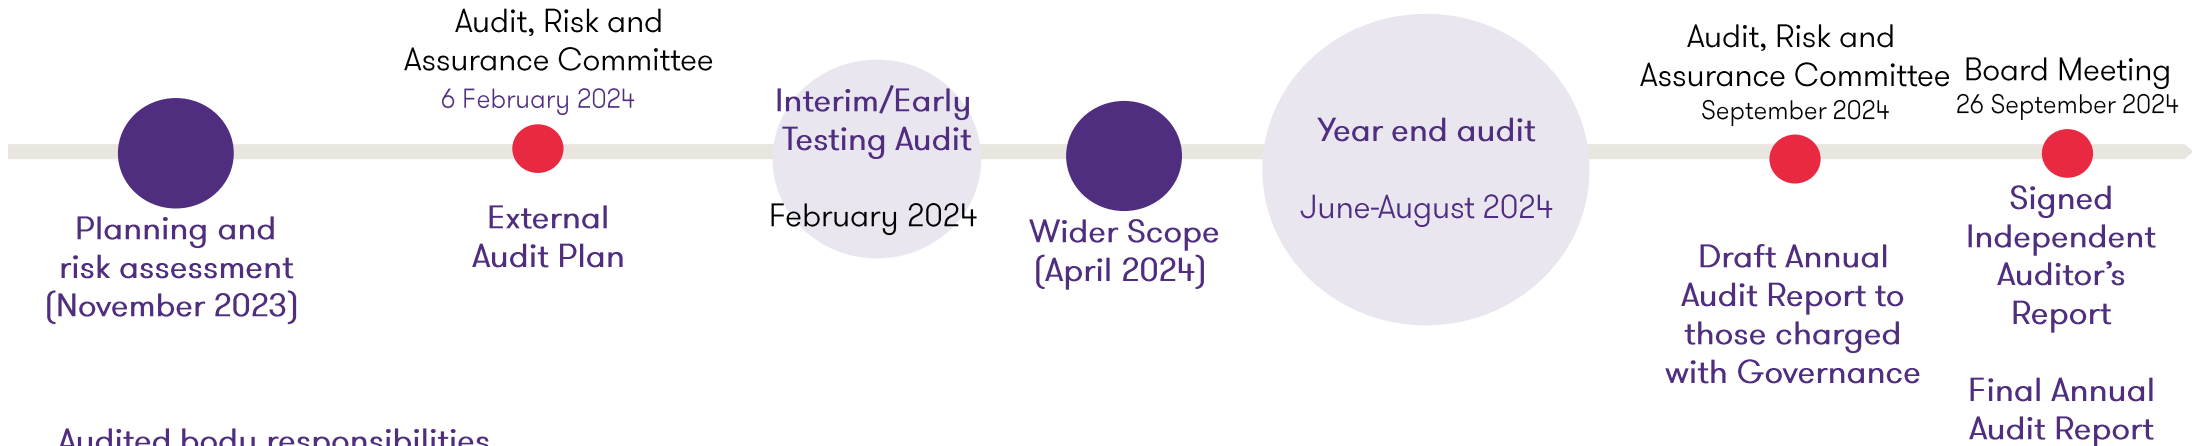 Audit, Risk and
Assurance Committee
6 February 2024
External
Audit Plan
Planning and
risk assessment
(November 2023)
Interim/Early
Testing Audit
February 2024
Wider Scope
(April 2024)
Year end audit
June-August 2024
Audit, Risk and
Assurance Committee
September 2024
Draft Annual
Audit Report to
those charged
with Governance
Board Meeting
26 September 2024
Signed
Independent
Auditor’s
Report
Final Annual
Audit Report
Audited body responsibilities